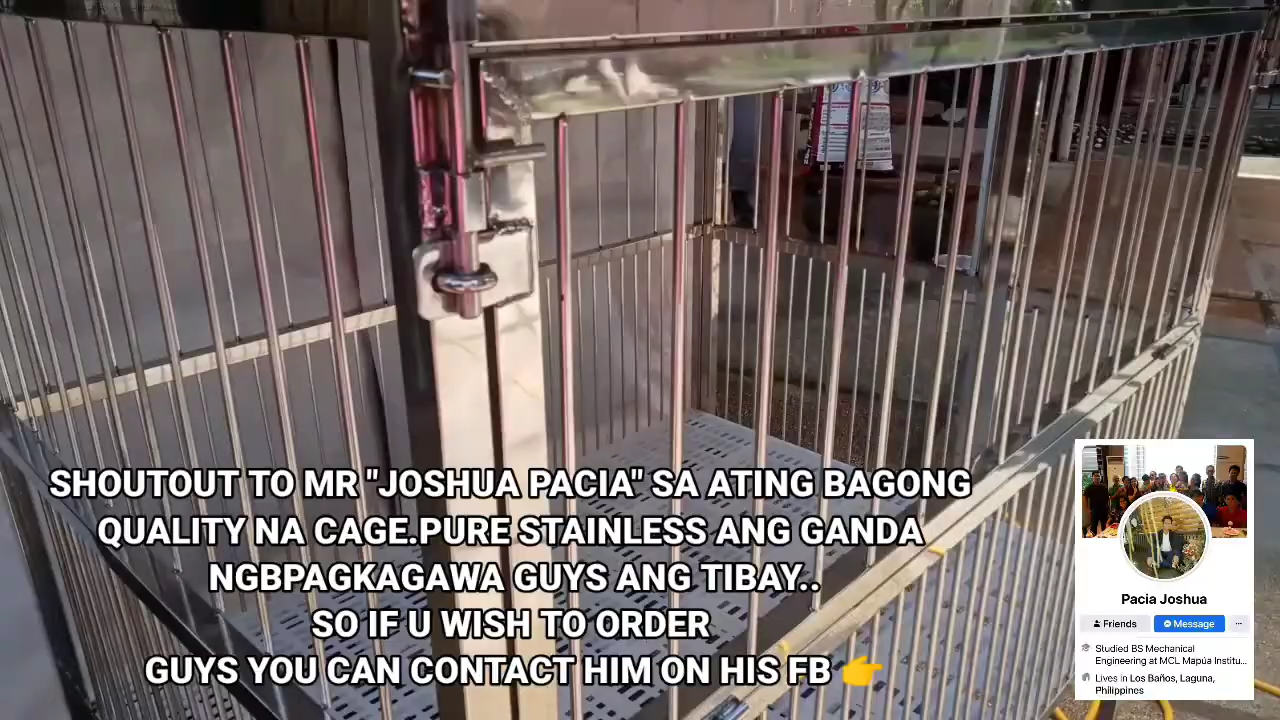 SHOUTOUT TO MR "JOSHUA PACIA" SA ATING BAGONG
QUALITY NA CAGE.PURE STAINLESS ANG GANDA
NGBPAGKAGAWA GUYS ANG TIBAY..
SO IF U WISH TO ORDER
GUYS YOU CAN CONTACT HIM ON HIS FB 👉
Pacia Joshua
Friends
Message
Studied BS Mechanical
Engineering at MCL Mapúa Institu...
Lives in Los Baños, Laguna,
Philippines